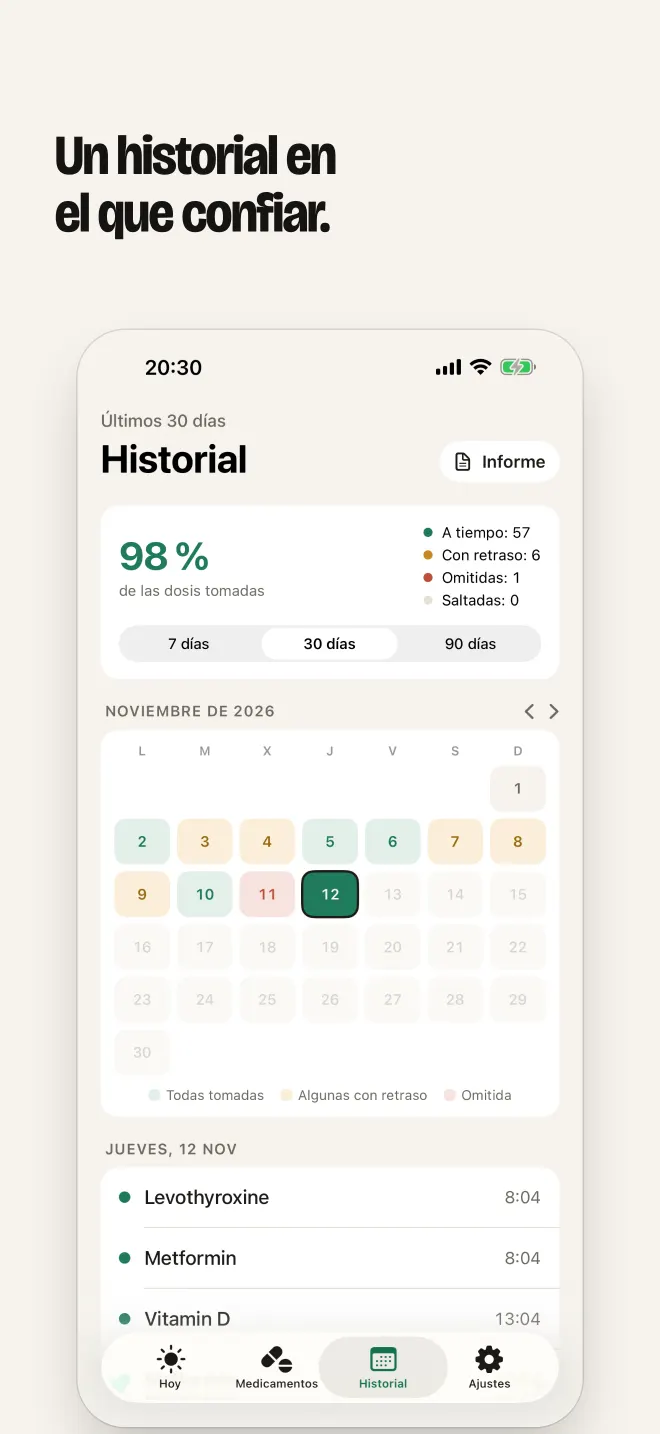 Un historial en
el que confiar.
20:30
Últimos 30 días
Historial
Informe
98 %
de las dosis tomadas
A tiempo: 57
Con retraso: 6
Omitidas: 1
Saltadas: 0
7 días 30 días 90 días
NOVIEMBRE DE 2026
L M X J V S D
1
2 3 4 5 6 7 8
9 10 11 12 13 14 15
16 17 18 19 20 21 22
23 24 25 26 27 28 29
30
Todas tomadas Algunas con retraso Omitida
JUEVES, 12 NOV
Levothyroxine 8:04
Metformin 8:04
Vitamin D 13:04
Hoy Medicamentos Historial Ajustes